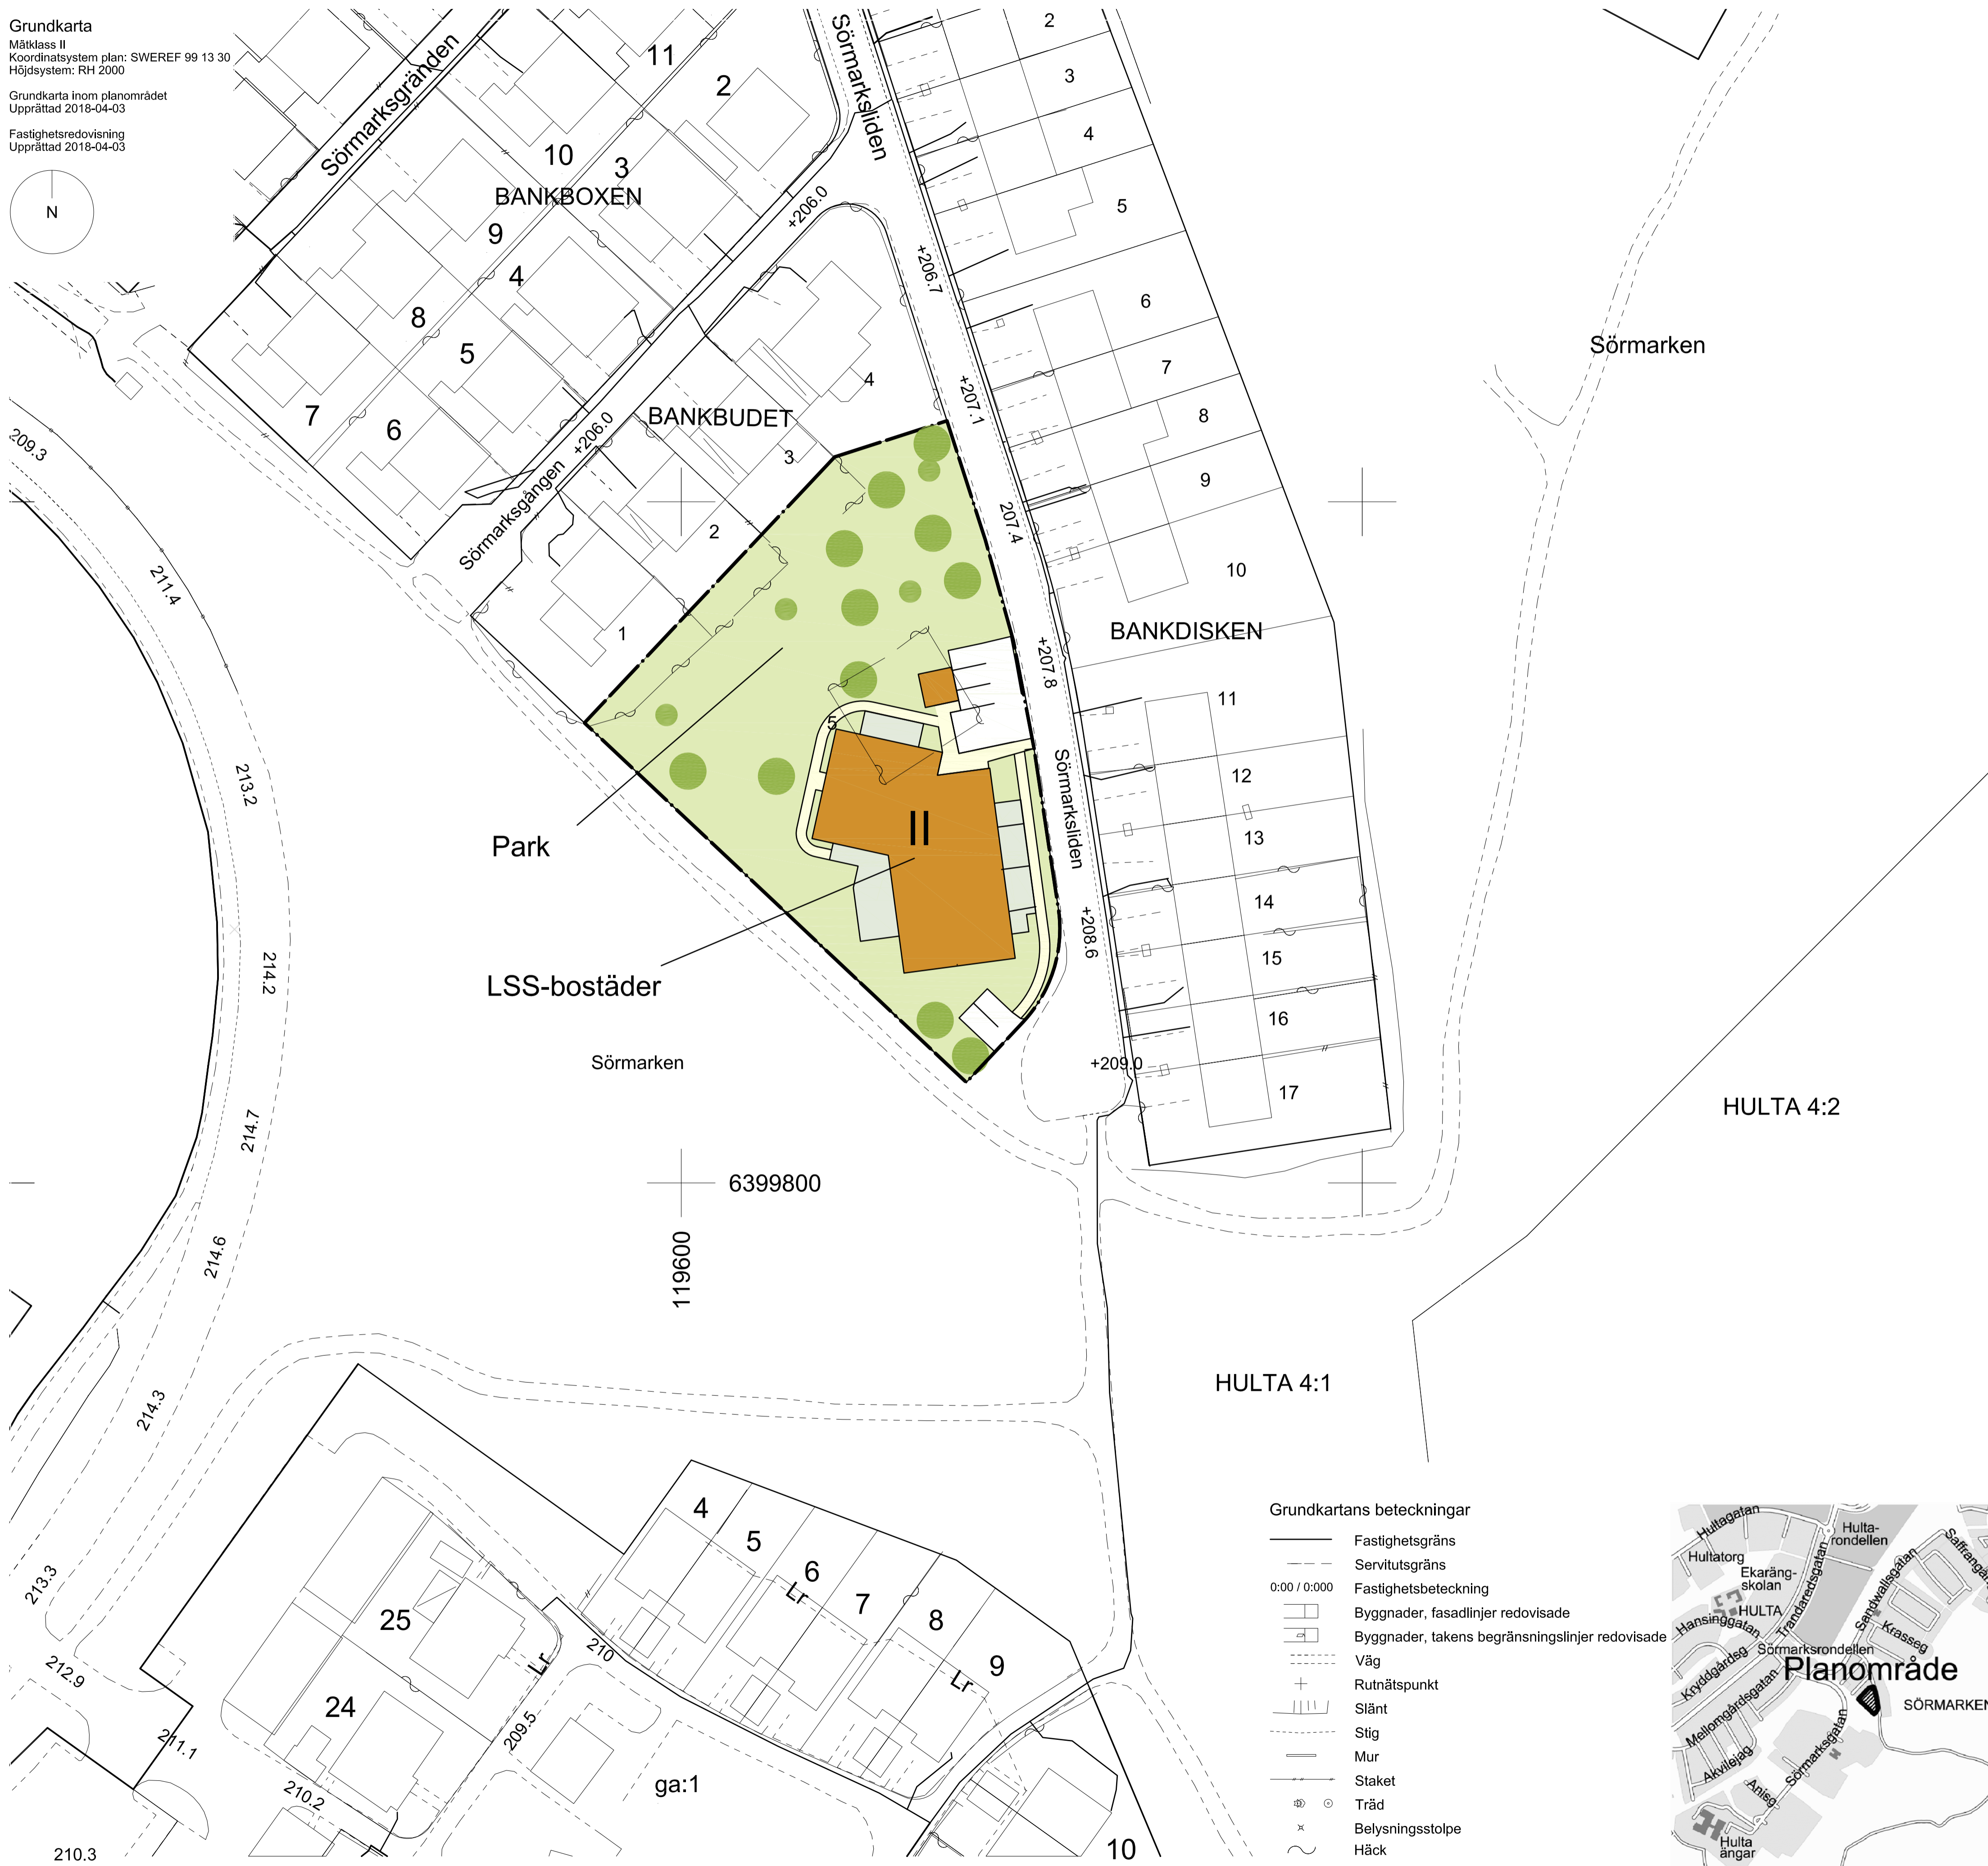 Grundkarta
Mätklass II
Koordinatsystem plan: SWEREF 99 13 30
Höjdsystem: RH 2000
Grundkarta inom planområdet
Upprättad 2018-04-03
Fastighetsredovisning
Upprättad 2018-04-03
N
Sörmarksgränden
Sörmarksliden
11
2
10
3
BANKBOXEN
9
4
8
5
7
6
+206.0
+206.7
+207.1
207.4
+207.8
Sörmarksliden
+208.6
+209.0
BANKBUDET
4
3
2
1
5
+206.0
Sörmarksgången
2
3
4
5
6
7
8
9
10
BANKDISKEN
11
12
13
14
15
16
17
Sörmarken
209.3
211.4
213.2
214.2
214.7
214.6
214.3
213.3
212.9
211.1
210.2
210.3
209.5
210
Park
II
LSS-bostäder
Sörmarken
6399800
119600
HULTA 4:2
HULTA 4:1
4
5
6
7
8
9
10
25
24
Lr
Lr
Lr
ga:1
Grundkartans beteckningar
Fastighetsgräns
Servitutsgräns
0:00 / 0:000 Fastighetsbeteckning
Byggnader, fasadlinjer redovisade
Byggnader, takens begränsningslinjer redovisade
Väg
Rutnätspunkt
Slänt
Stig
Mur
Staket
Träd
Belysningsstolpe
Häck
Hultagatan
Hulta-
rondellen
Hultatorg
Ekaräng-
skolan
HULTA
Hansinggatan
Trandaredsgatan
Sandwallsgatan
Krasseg
Sörmarksrondellen
Kryddgårdsg
Planområde
SÖRMARKEN
Mellomgårdsgatan
Akvilejag
Sörmarksgatan
Anisg
Hulta
ängar